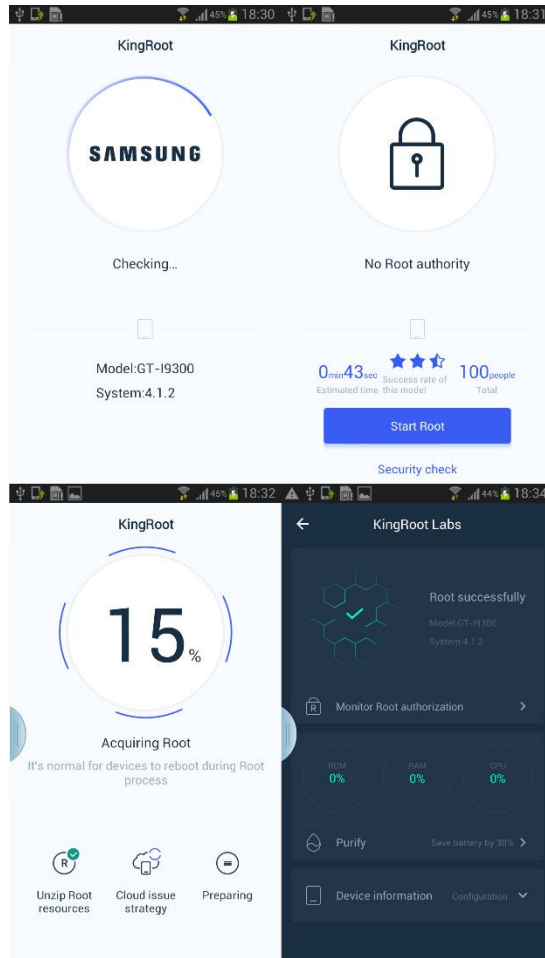 45% 18:30
KingRoot
SAMSUNG
Checking...
Model:GT-I9300
System:4.1.2
45% 18:31
KingRoot
No Root authority
0min43sec
Estimated time
Success rate of
this model
100people
Total
Start Root
Security check
45% 18:32
KingRoot
15%
Acquiring Root
It's normal for devices to reboot during Root
process
R
Unzip Root
resources
Cloud issue
strategy
Preparing
44% 18:34
KingRoot Labs
Root successfully
Model:GT-I9300
System:4.1.2
R
Monitor Root authorization
ROM
0%
RAM
0%
CPU
0%
Purify
Save battery by 30%
Device information
Configuration